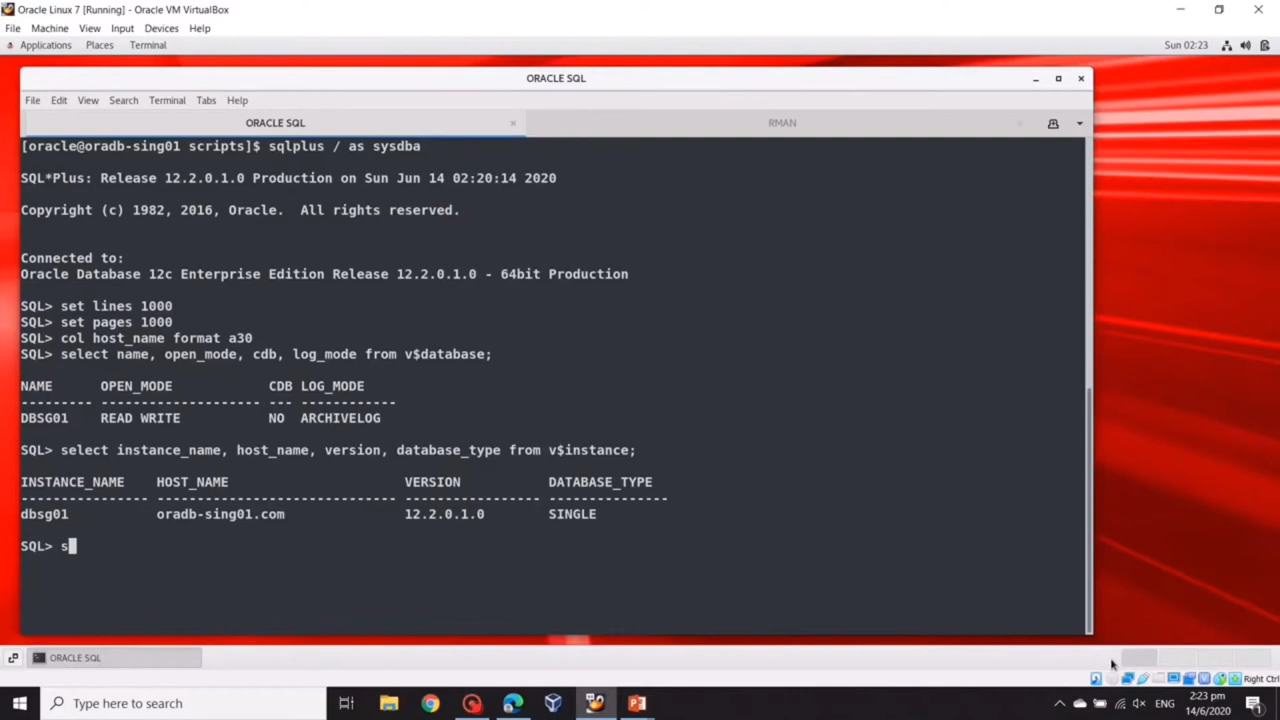 Oracle Linux 7 [Running] - Oracle VM VirtualBox
File Machine View Input Devices Help
Applications Places Terminal Sun 02:23
ORACLE SQL
File Edit View Search Terminal Tabs Help
ORACLE SQL RMAN
[oracle@oradb-sing01 scripts]$ sqlplus / as sysdba
SQL*Plus: Release 12.2.0.1.0 Production on Sun Jun 14 02:20:14 2020
Copyright (c) 1982, 2016, Oracle.  All rights reserved.
Connected to:
Oracle Database 12c Enterprise Edition Release 12.2.0.1.0 - 64bit Production
SQL> set lines 1000
SQL> set pages 1000
SQL> col host_name format a30
SQL> select name, open_mode, cdb, log_mode from v$database;
NAME      OPEN_MODE            CDB LOG_MODE
--------- -------------------- --- ------------
DBSG01    READ WRITE           NO  ARCHIVELOG
SQL> select instance_name, host_name, version, database_type from v$instance;
INSTANCE_NAME    HOST_NAME                      VERSION           DATABASE_TYPE
---------------- ------------------------------ ----------------- ---------------
dbsg01           oradb-sing01.com               12.2.0.1.0        SINGLE
SQL> s
ORACLE SQL
Right Ctrl
Type here to search
ENG
2:23 pm
14/6/2020
1